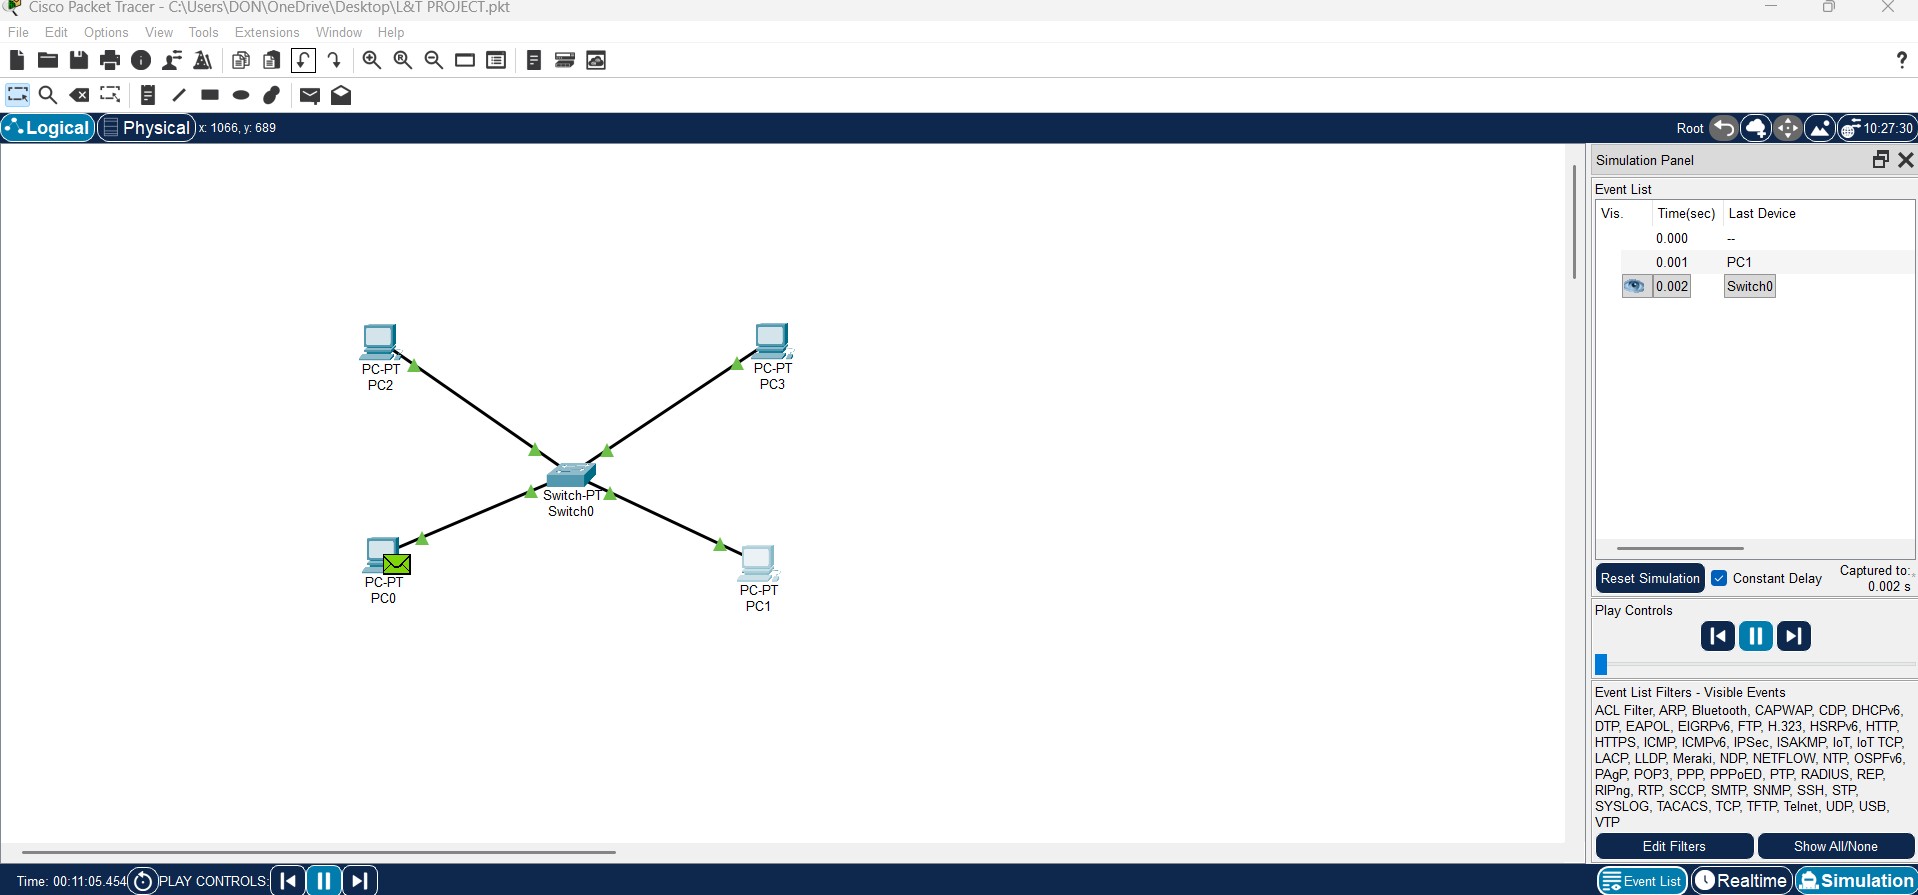 Cisco Packet Tracer - C:\Users\DON\OneDrive\Desktop\L&T PROJECT.pkt
File Edit Options View Tools Extensions Window Help
?
Logical Physical x: 1066, y: 689 Root 10:27:30
Simulation Panel
Event List
Vis. Time(sec) Last Device
0.000 --
0.001 PC1
0.002 Switch0
PC-PT
PC2
PC-PT
PC3
Switch-PT
Switch0
PC-PT
PC0
PC-PT
PC1
Reset Simulation Constant Delay Captured to:
0.002 s
Play Controls
Event List Filters - Visible Events
ACL Filter, ARP, Bluetooth, CAPWAP, CDP, DHCPv6,
DTP, EAPOL, EIGRPv6, FTP, H.323, HSRPv6, HTTP,
HTTPS, ICMP, ICMPv6, IPSec, ISAKMP, IoT, IoT TCP,
LACP, LLDP, Meraki, NDP, NETFLOW, NTP, OSPFv6,
PAgP, POP3, PPP, PPPoED, PTP, RADIUS, REP,
RIPng, RTP, SCCP, SMTP, SNMP, SSH, STP,
SYSLOG, TACACS, TCP, TFTP, Telnet, UDP, USB,
VTP
Edit Filters Show All/None
Time: 00:11:05.454 PLAY CONTROLS: Event List Realtime Simulation